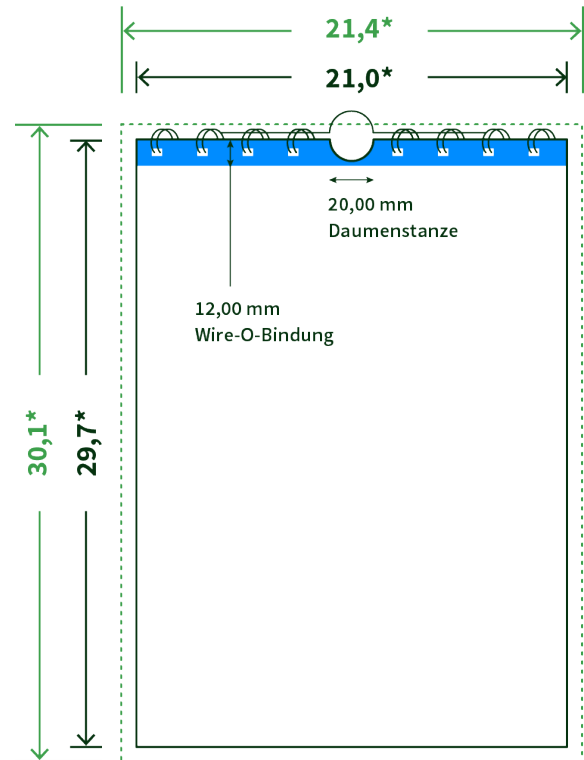 21,4*
21,0*
20,00 mm
Daumenstanze
12,00 mm
Wire-O-Bindung
30,1*
29,7*